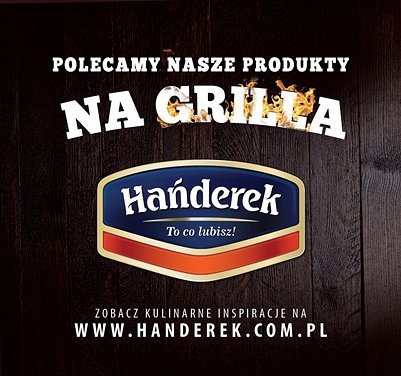 POLECAMY NASZE PRODUKTY
NA GRILLA
Hańderek
To co lubisz!
ZOBACZ KULINARNE INSPIRACJE NA
WWW.HANDEREK.COM.PL